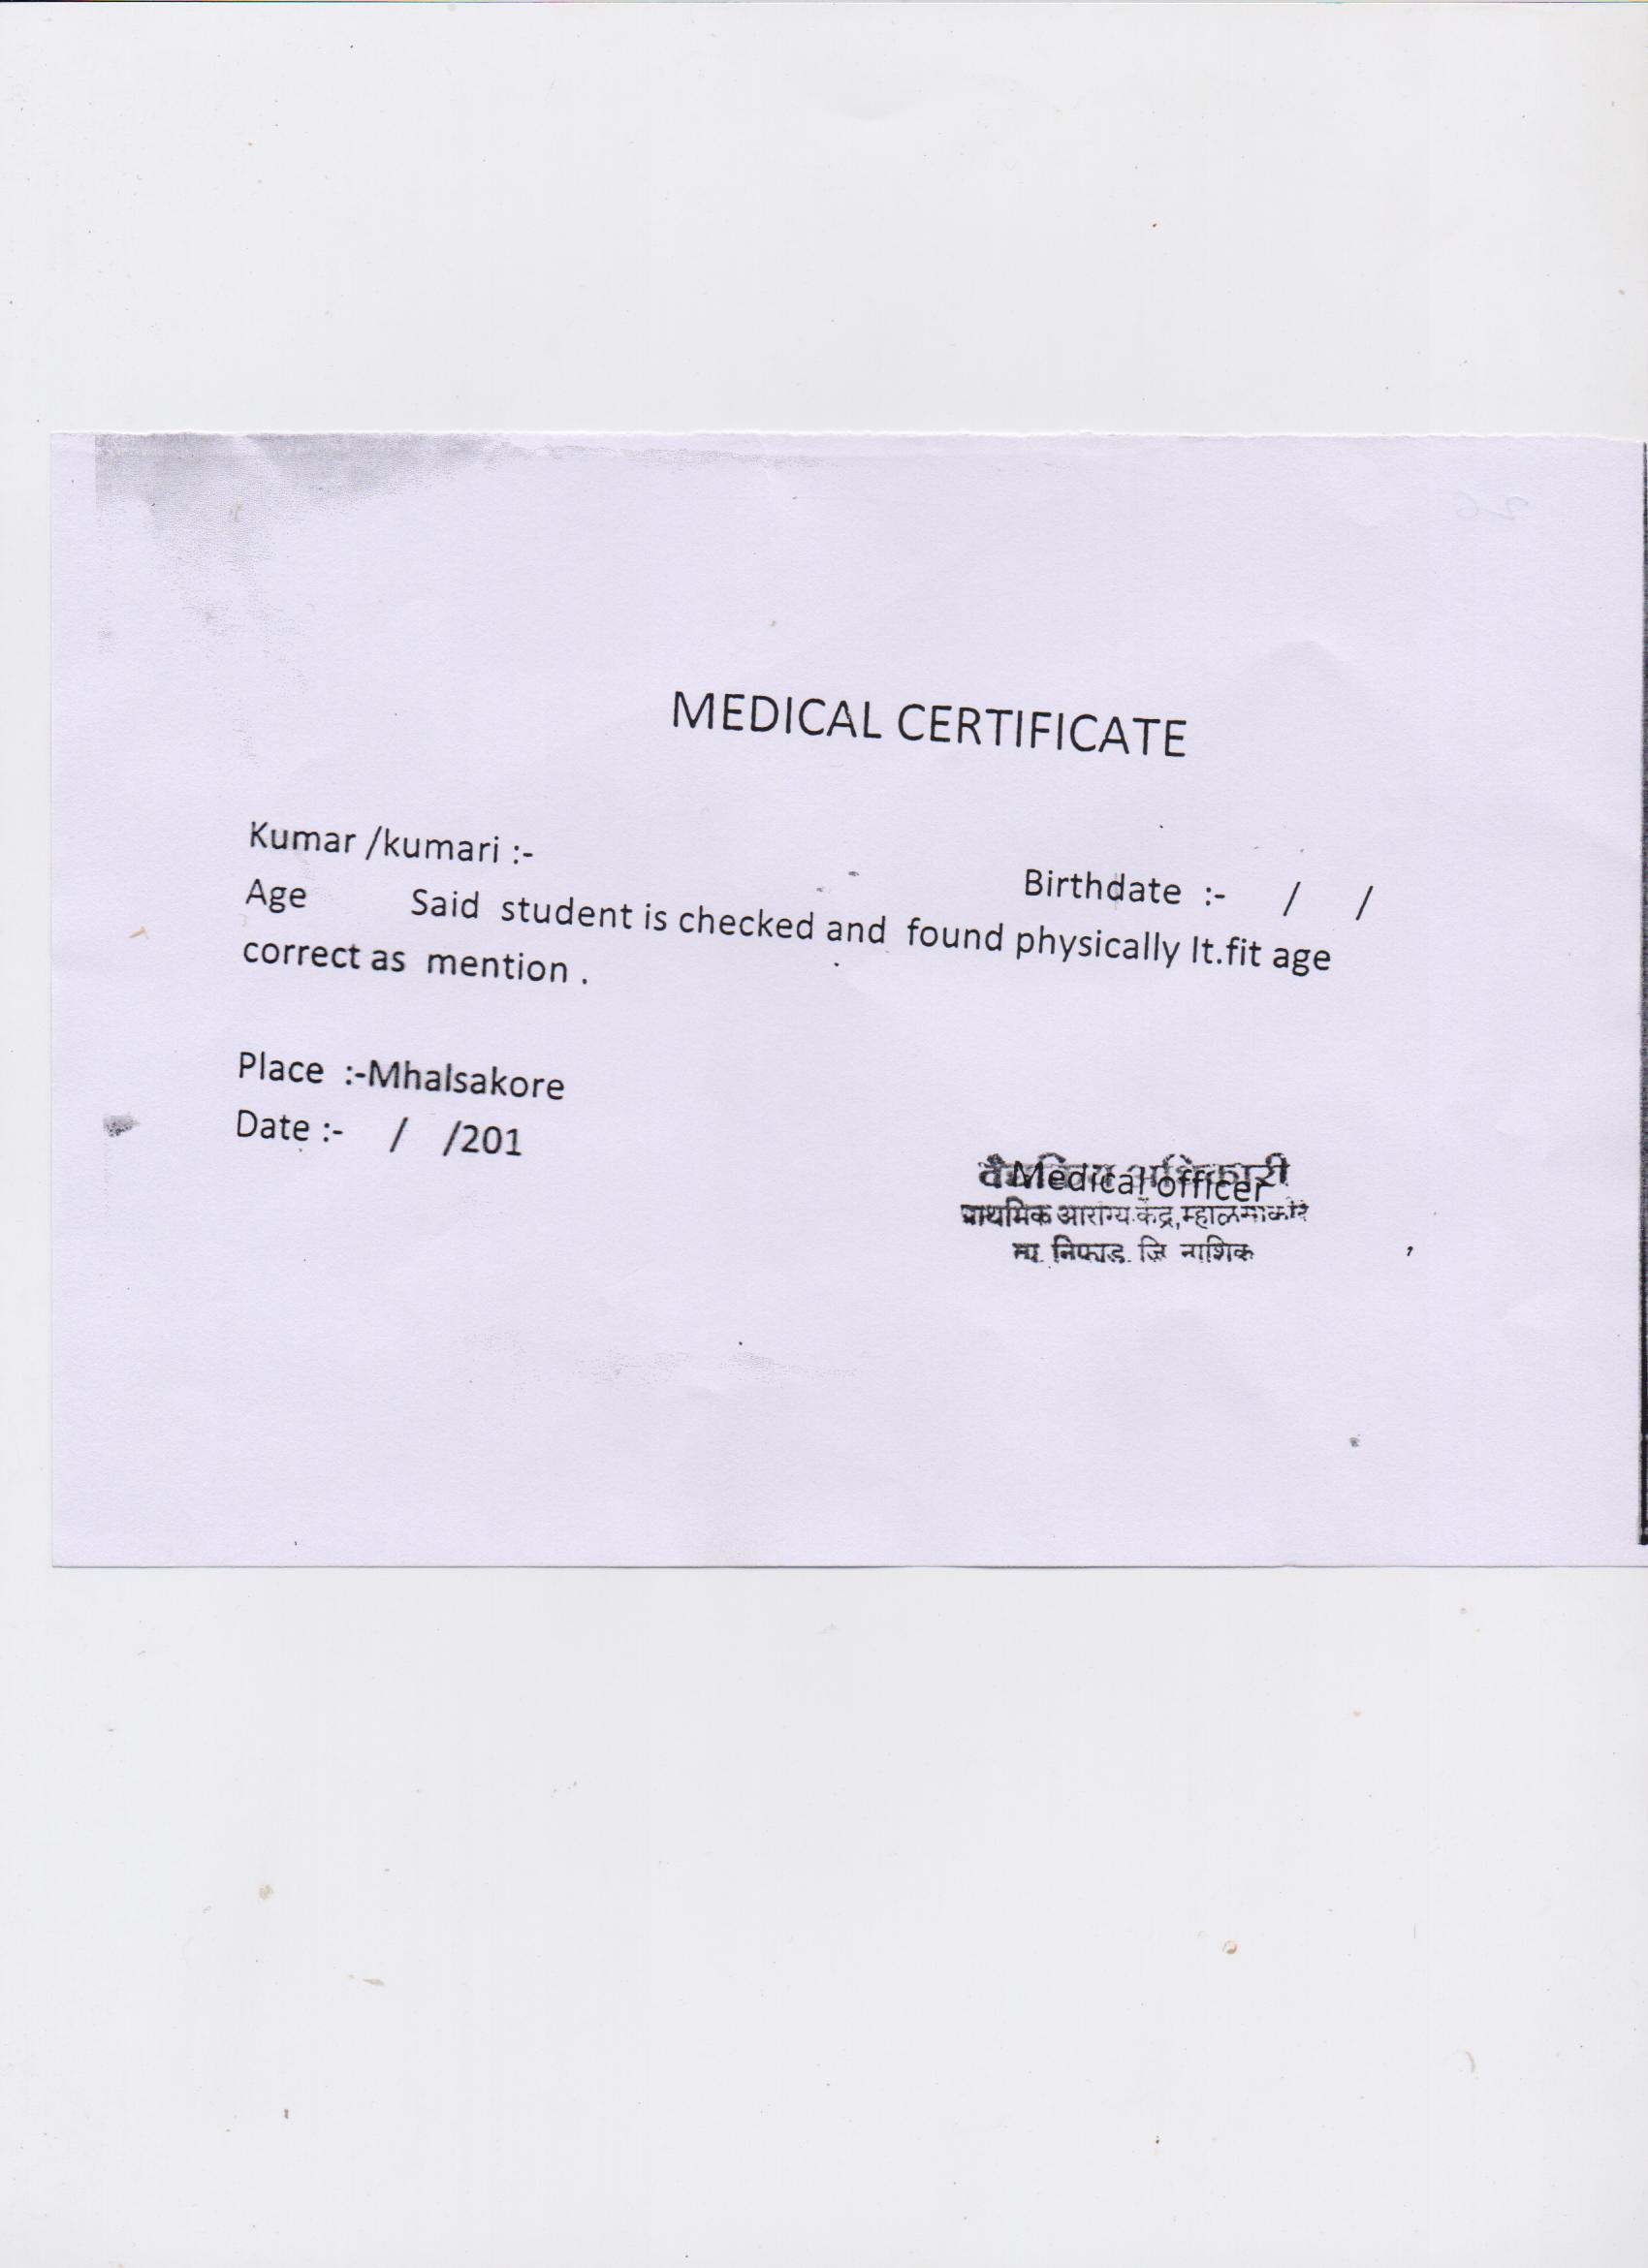 MEDICAL CERTIFICATE
Kumar /kumari :-
Birthdate :- / /
Age Said student is checked and found physically It.fit age
correct as mention .
Place :-Mhalsakore
Date :- / /201
Medical officer
अधिकारी
प्राथमिक आरोग्य केंद्र,म्हाळसाकोरे
निफाड. जि नाशिक